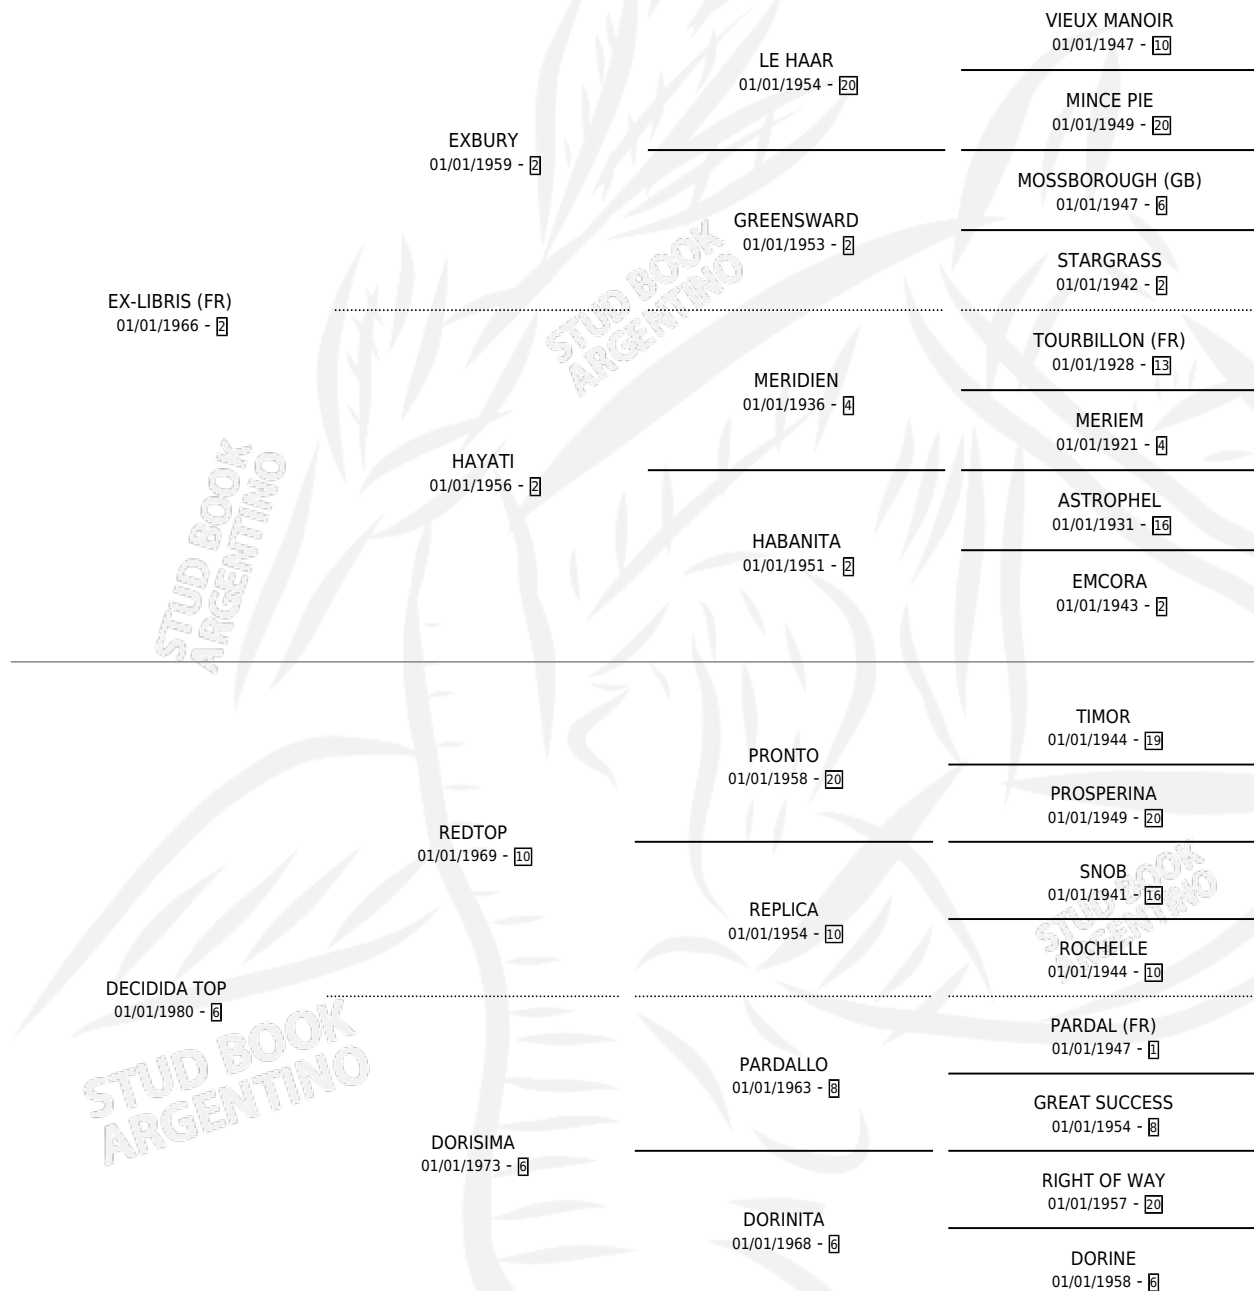 EX-LIBRIS (FR)
01/01/1966 - 2
EXBURY
01/01/1959 - 2
HAYATI
01/01/1956 - 2
LE HAAR
01/01/1954 - 20
GREENSWARD
01/01/1953 - 2
MERIDIEN
01/01/1936 - 4
HABANITA
01/01/1951 - 2
VIEUX MANOIR
01/01/1947 - 10
MINCE PIE
01/01/1949 - 20
MOSSBOROUGH (GB)
01/01/1947 - 6
STARGRASS
01/01/1942 - 2
TOURBILLON (FR)
01/01/1928 - 13
MERIEM
01/01/1921 - 4
ASTROPHEL
01/01/1931 - 16
EMCORA
01/01/1943 - 2
DECIDIDA TOP
01/01/1980 - 6
REDTOP
01/01/1969 - 10
DORISIMA
01/01/1973 - 6
PRONTO
01/01/1958 - 20
REPLICA
01/01/1954 - 10
PARDALLO
01/01/1963 - 8
DORINITA
01/01/1968 - 6
TIMOR
01/01/1944 - 19
PROSPERINA
01/01/1949 - 20
SNOB
01/01/1941 - 16
ROCHELLE
01/01/1944 - 10
PARDAL (FR)
01/01/1947 - 1
GREAT SUCCESS
01/01/1954 - 8
RIGHT OF WAY
01/01/1957 - 20
DORINE
01/01/1958 - 6
STUD BOOK
ARGENTINO
STUD BOOK
ARGENTINO
STUD BOOK
ARGENTINO
STUD BOOK
ARGENTINO